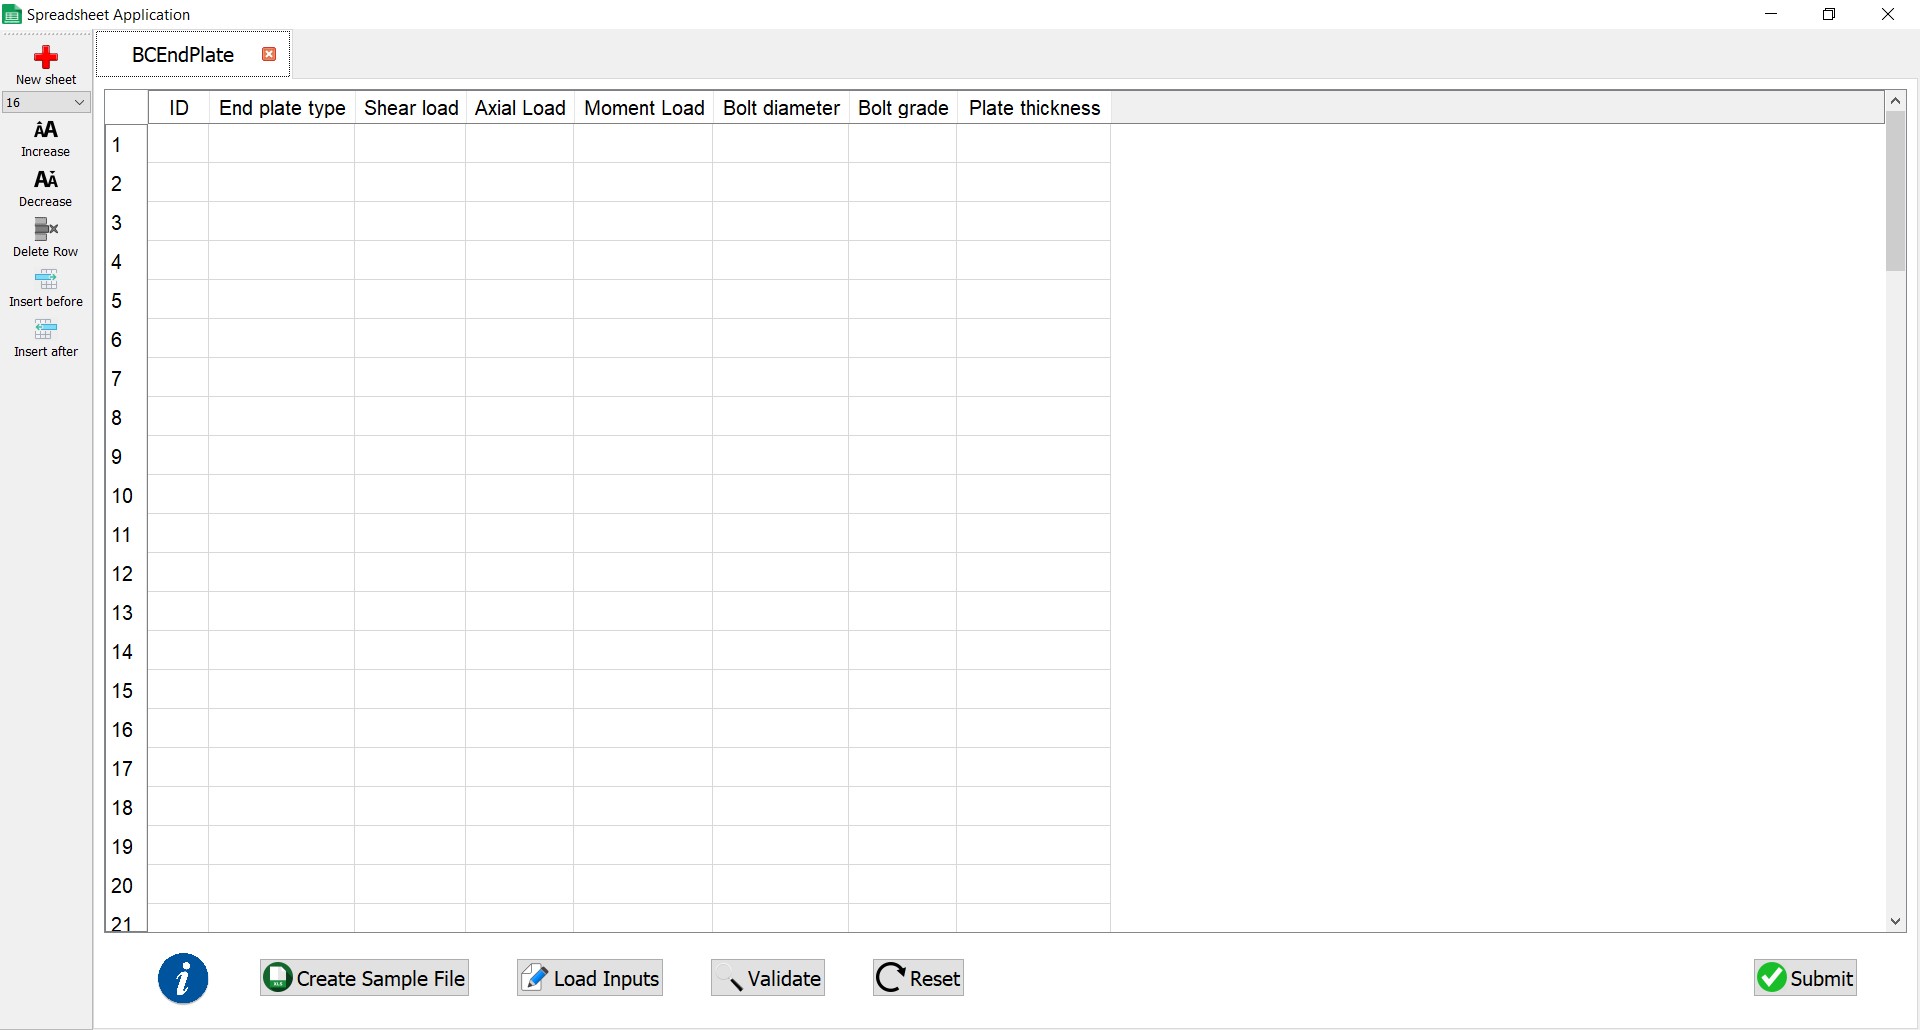 Spreadsheet Application
New sheet
16
Increase
Decrease
Delete Row
Insert before
Insert after
BCEndPlate
ID End plate type Shear load Axial Load Moment Load Bolt diameter Bolt grade Plate thickness
1
2
3
4
5
6
7
8
9
10
11
12
13
14
15
16
17
18
19
20
21
Create Sample File Load Inputs Validate Reset Submit